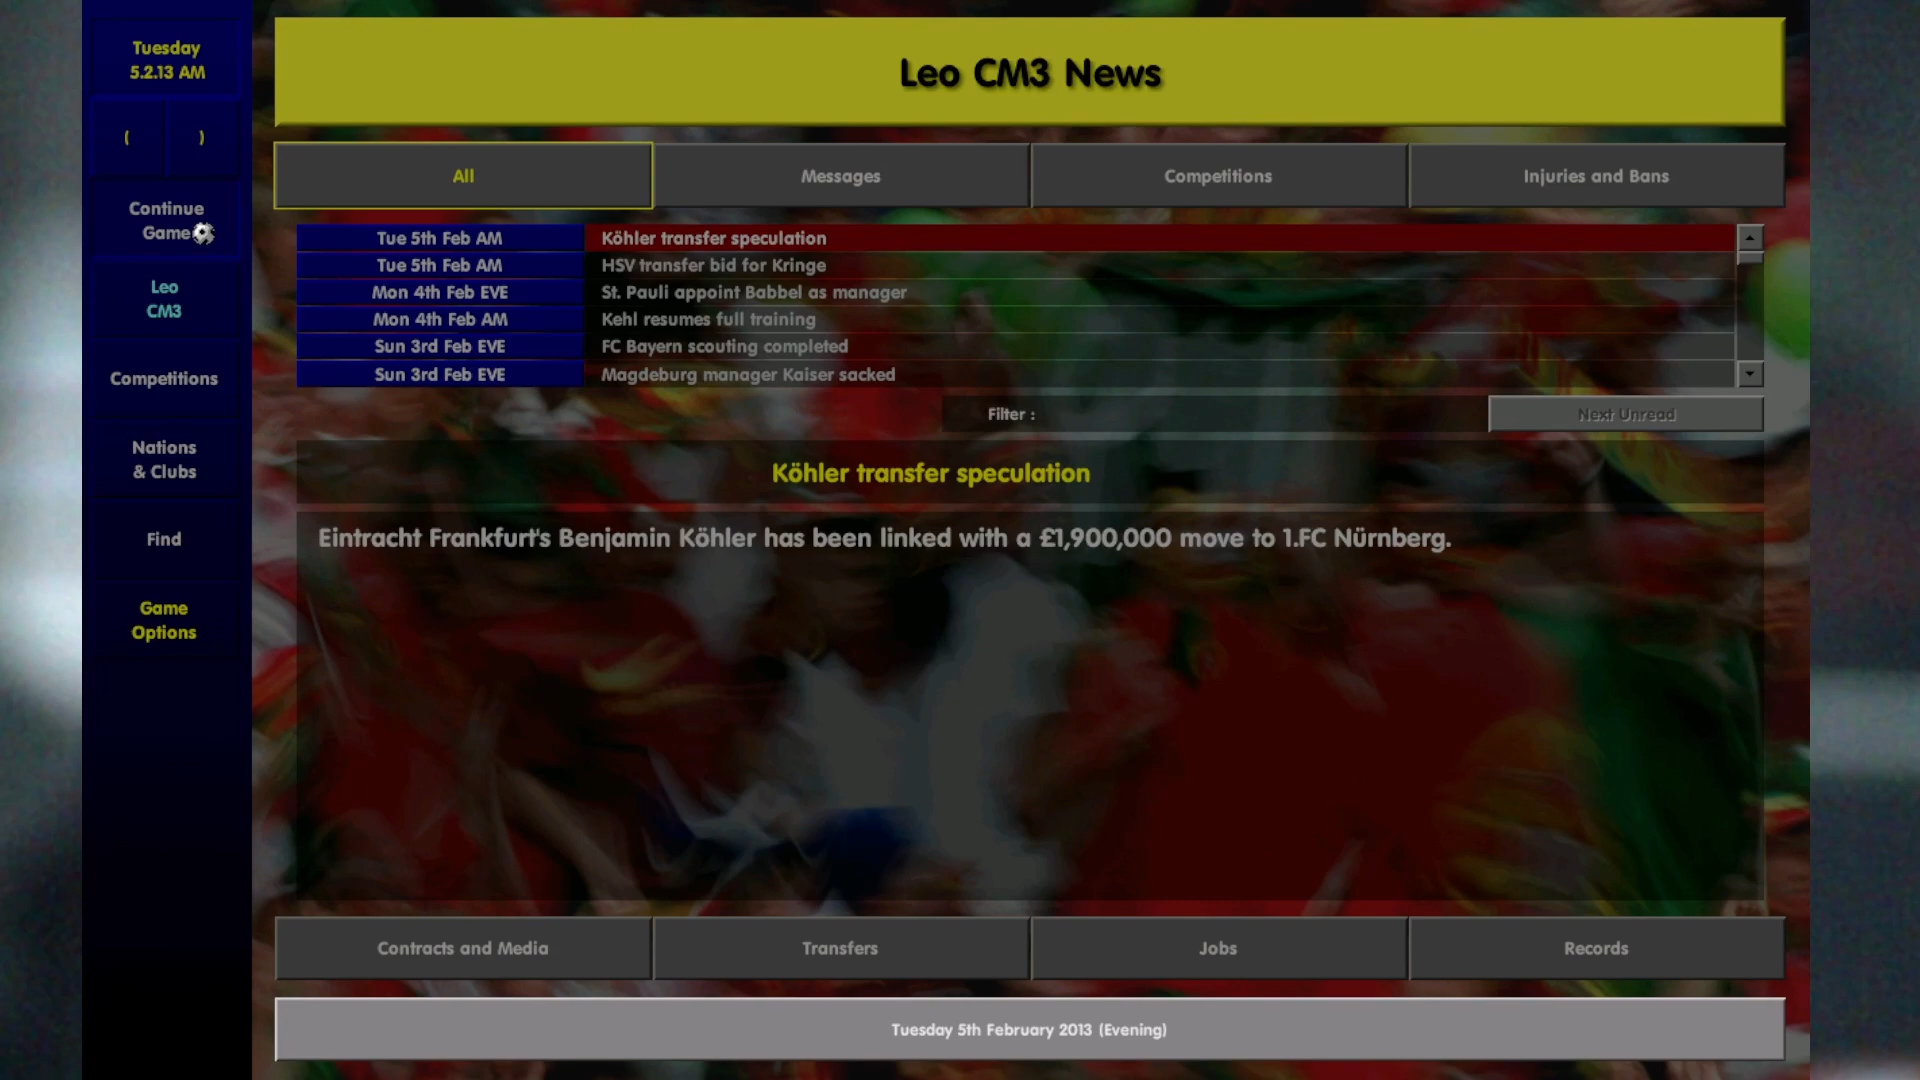 Tuesday
5.2.13 AM
( )
Continue
Game
Leo
CM3
Competitions
Nations
& Clubs
Find
Game
Options
Leo CM3 News
All Messages Competitions Injuries and Bans
Tue 5th Feb AM Köhler transfer speculation
Tue 5th Feb AM HSV transfer bid for Kringe
Mon 4th Feb EVE St. Pauli appoint Babbel as manager
Mon 4th Feb AM Kehl resumes full training
Sun 3rd Feb EVE FC Bayern scouting completed
Sun 3rd Feb EVE Magdeburg manager Kaiser sacked
Filter : Next Unread
Köhler transfer speculation
Eintracht Frankfurt's Benjamin Köhler has been linked with a £1,900,000 move to 1.FC Nürnberg.
Contracts and Media Transfers Jobs Records
Tuesday 5th February 2013 (Evening)